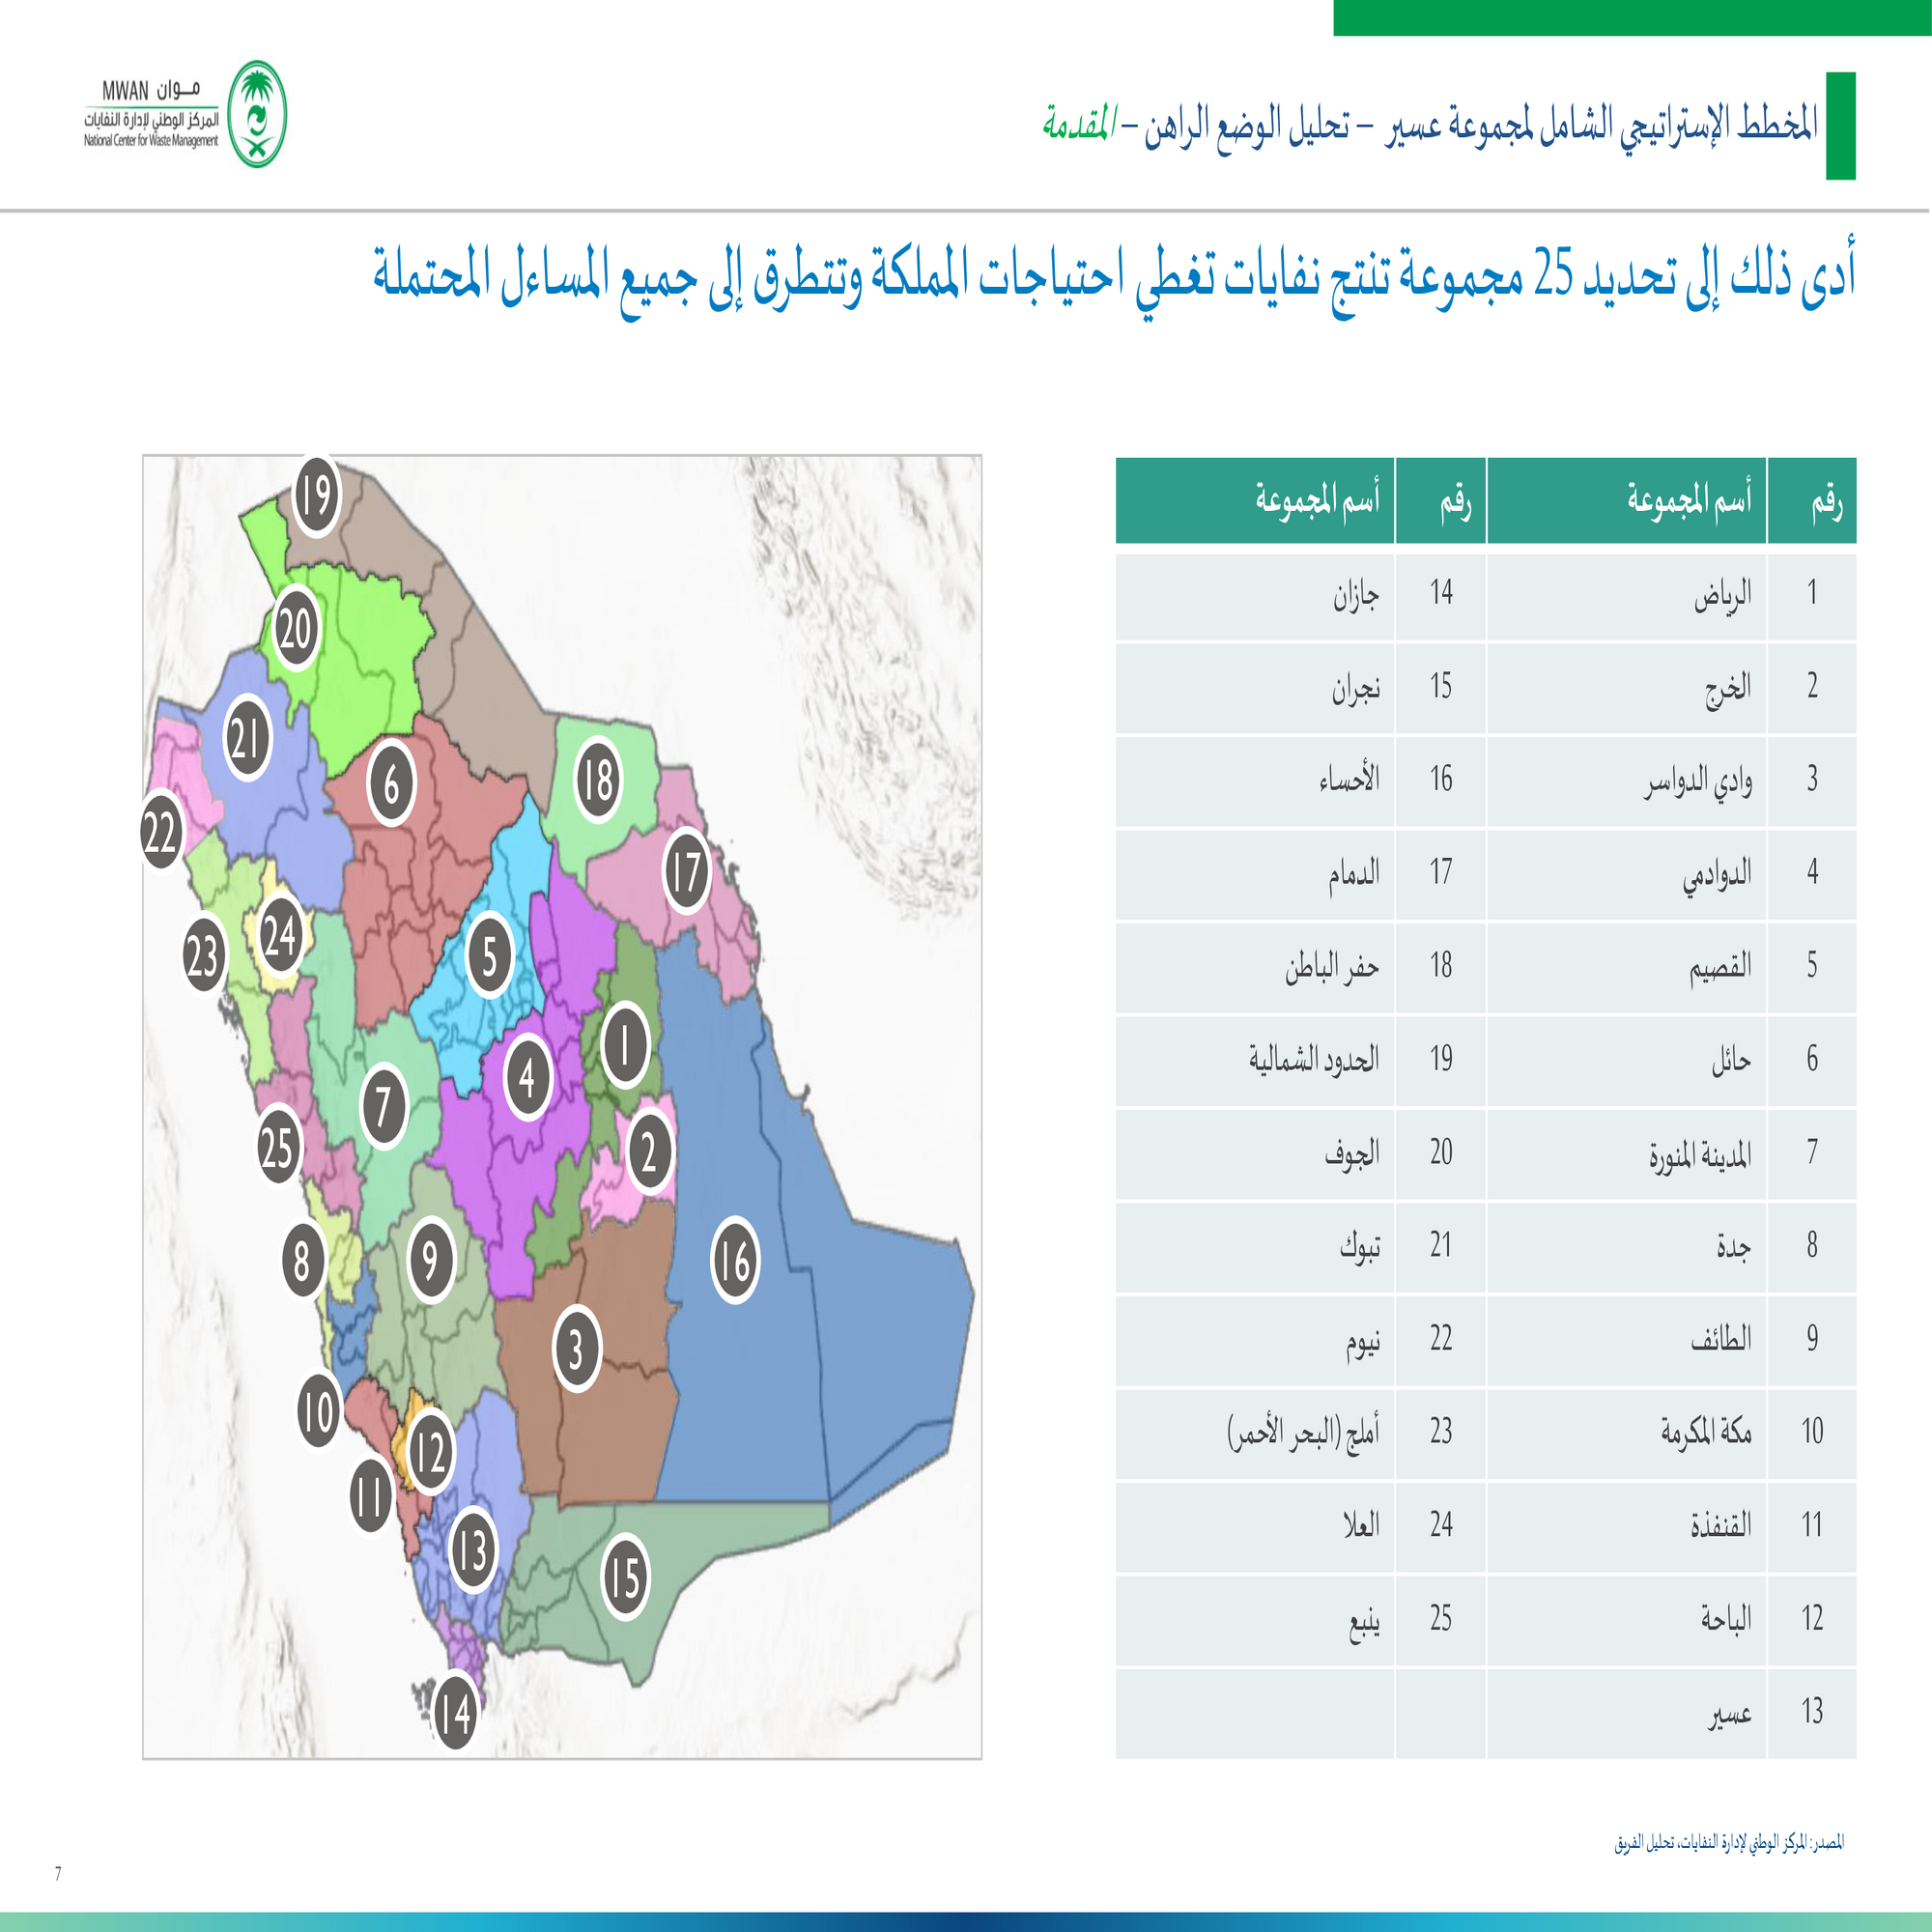 موان MWAN
المركز الوطني لإدارة النفايات
National Center for Waste Management
المخطط الإستراتيجي الشامل لمجموعة عسير – تحليل الوضع الراهن – المقدمة
أدى ذلك إلى تحديد 25 مجموعة تنتج نفايات تغطي احتياجات المملكة وتتطرق إلى جميع المساءل المحتملة
رقم أسم المجموعة رقم أسم المجموعة
1 الرياض 14 جازان
2 الخرج 15 نجران
3 وادي الدواسر 16 الأحساء
4 الدوادمي 17 الدمام
5 القصيم 18 حفر الباطن
6 حائل 19 الحدود الشمالية
7 المدينة المنورة 20 الجوف
8 جدة 21 تبوك
9 الطائف 22 نيوم
10 مكة المكرمة 23 أملج (البحر الأحمر)
11 القنفذة 24 العلا
12 الباحة 25 ينبع
13 عسير
19
20
21
6
18
22
17
24
23
5
1
4
7
25
2
8
9
16
3
10
12
11
13
15
14
المصدر: المركز الوطني لإدارة النفايات، تحليل الفريق
7